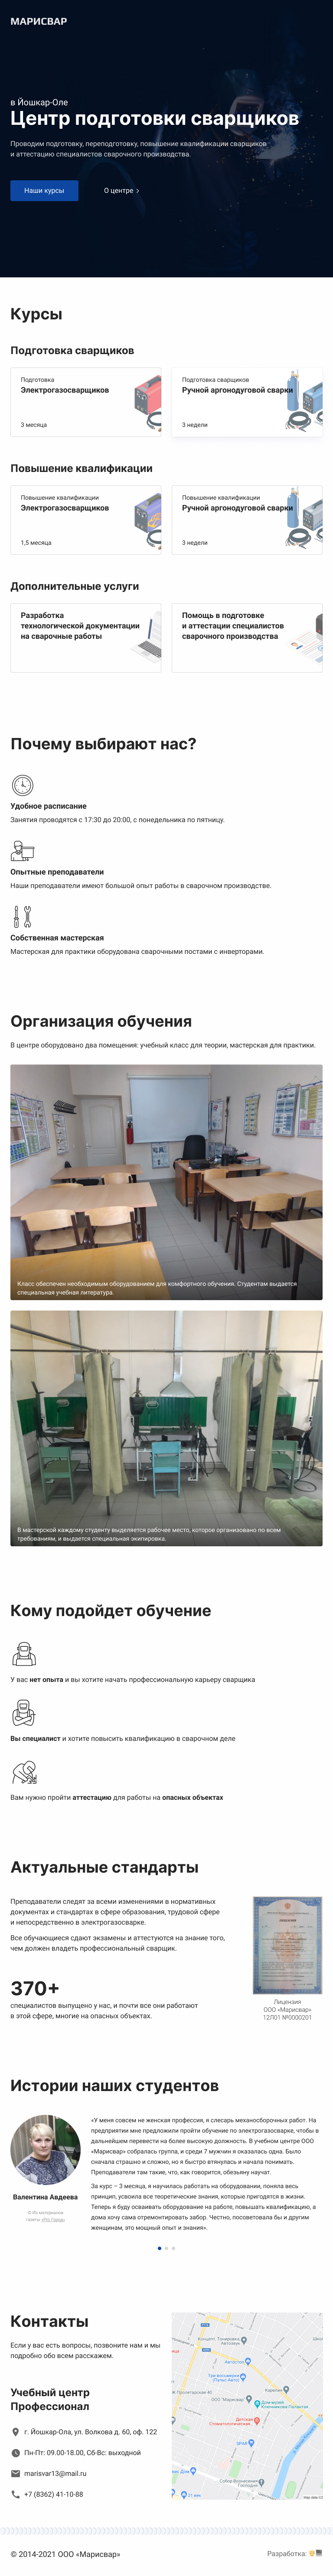 МАРИСВАР
в Йошкар-Оле
Центр подготовки сварщиков
Проводим подготовку, переподготовку, повышение квалификации сварщиков
и аттестацию специалистов сварочного производства.
Наши курсы
О центре
Курсы
Подготовка сварщиков
Подготовка
Электрогазосварщиков
3 месяца
Подготовка сварщиков
Ручной аргонодуговой сварки
3 недели
Повышение квалификации
Повышение квалификации
Электрогазосварщиков
1,5 месяца
Повышение квалификации
Ручной аргонодуговой сварки
3 недели
Дополнительные услуги
Разработка
технологической документации
на сварочные работы
Помощь в подготовке
и аттестации специалистов
сварочного производства
Почему выбирают нас?
Удобное расписание
Занятия проводятся с 17:30 до 20:00, с понедельника по пятницу.
Опытные преподаватели
Наши преподаватели имеют большой опыт работы в сварочном производстве.
Собственная мастерская
Мастерская для практики оборудована сварочными постами с инверторами.
Организация обучения
В центре оборудовано два помещения: учебный класс для теории, мастерская для практики.
Класс обеспечен необходимым оборудованием для комфортного обучения. Студентам выдается
специальная учебная литература.
В мастерской каждому студенту выделяется рабочее место, которое организовано по всем
требованиям, и выдается специальная экипировка.
Кому подойдет обучение
У вас нет опыта и вы хотите начать профессиональную карьеру сварщика
Вы специалист и хотите повысить квалификацию в сварочном деле
Вам нужно пройти аттестацию для работы на опасных объектах
Актуальные стандарты
Преподаватели следят за всеми изменениями в нормативных
документах и стандартах в сфере образования, трудовой сфере
и непосредственно в электрогазосварке.
Все обучающиеся сдают экзамены и аттестуются на знание того,
чем должен владеть профессиональный сварщик.
370+
специалистов выпущено у нас, и почти все они работают
в этой сфере, многие на опасных объектах.
Лицензия
ООО «Марисвар»
12Л01 №0000201
Истории наших студентов
Валентина Авдеева
© Из материалов
газеты «Pro Город»
«У меня совсем не женская профессия, я слесарь механосборочных работ. На
предприятии мне предложили пройти обучение по электрогазосварке, чтобы в
дальнейшем перевести на более высокую должность. В учебном центре ООО
«Марисвар» собралась группа, и среди 7 мужчин я оказалась одна. Было
сначала страшно и сложно, но я быстро втянулась и начала понимать.
Преподаватели там такие, что, как говорится, обезьяну научат.
За курс – 3 месяца, я научилась работать на оборудовании, поняла весь
принцип, усвоила все теоретические знания, которые пригодятся в жизни.
Теперь я буду осваивать оборудование на работе, повышать квалификацию, а
дома хочу сама отремонтировать забор. Честно, посоветовала бы и другим
женщинам, это мощный опыт и знания».
Контакты
Если у вас есть вопросы, позвоните нам и мы
подробно обо всем расскажем.
Учебный центр
Профессионал
г. Йошкар-Ола, ул. Волкова д. 60, оф. 122
Пн-Пт: 09.00-18.00, Сб-Вс: выходной
marisvar13@mail.ru
+7 (8362) 41-10-88
© 2014-2021 ООО «Марисвар»
Разработка: